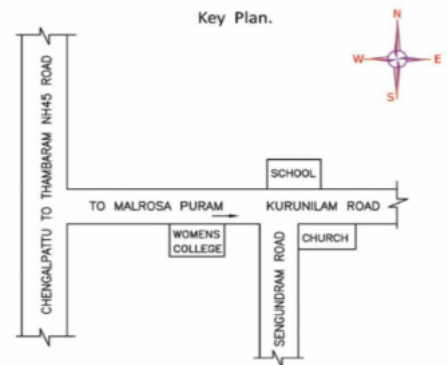 Key Plan.
N
W
E
S
CHENGALPATTU TO THAMBARAM NH45 ROAD
SCHOOL
TO MALROSA PURAM
KURUNILAM ROAD
WOMENS
COLLEGE
SENGUNDRAM ROAD
CHURCH